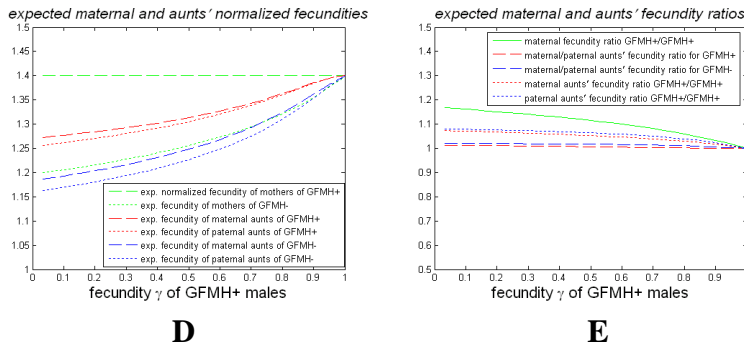 expected maternal and aunts' normalized fecundities
1.5
1.45
1.4
1.35
1.3
1.25
1.2
1.15
1.1
1.05
1
exp. normalized fecundity of mothers of GFMH+
exp. fecundity of mothers of GFMH-
exp. fecundity of maternal aunts of GFMH+
exp. fecundity of paternal aunts of GFMH+
exp. fecundity of maternal aunts of GFMH-
exp. fecundity of paternal aunts of GFMH-
0 0.1 0.2 0.3 0.4 0.5 0.6 0.7 0.8 0.9 1
fecundity γ of GFMH+ males
D
expected maternal and aunts' fecundity ratios
1.5
1.4
1.3
1.2
1.1
1
0.9
0.8
0.7
0.6
0.5
maternal fecundity ratio GFMH+/GFMH+
maternal/paternal aunts' fecundity ratio for GFMH+
maternal/paternal aunts' fecundity ratio for GFMH-
maternal aunts' fecundity ratio GFMH+/GFMH+
paternal aunts' fecundity ratio GFMH+/GFMH+
0 0.1 0.2 0.3 0.4 0.5 0.6 0.7 0.8 0.9
fecundity γ of GFMH+ males
E